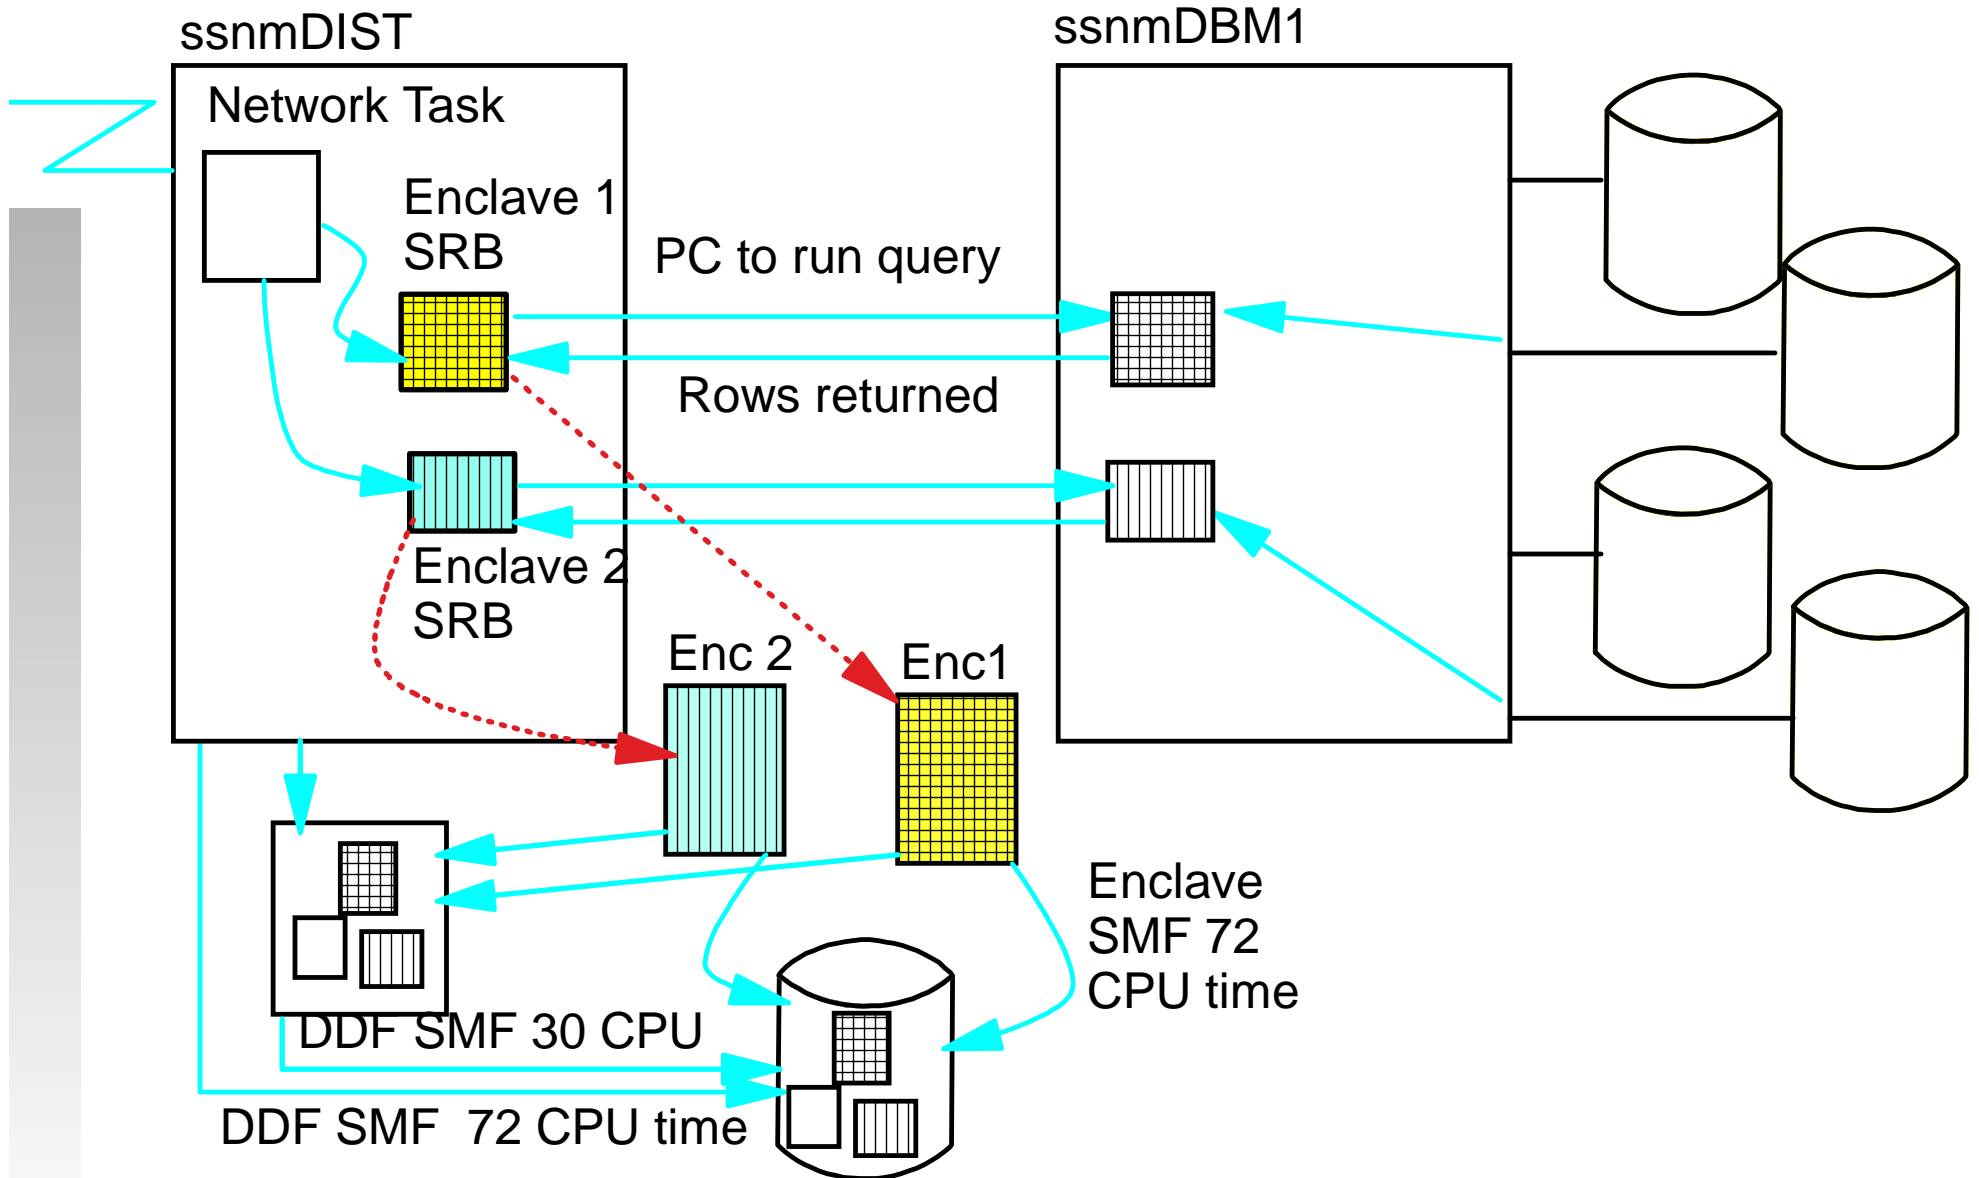 ssnmDIST
ssnmDBM1
Network Task
Enclave 1
SRB
PC to run query
Rows returned
Enclave 2
SRB
Enc 2
Enc1
Enclave
SMF 72
CPU time
DDF SMF 30 CPU
DDF SMF 72 CPU time